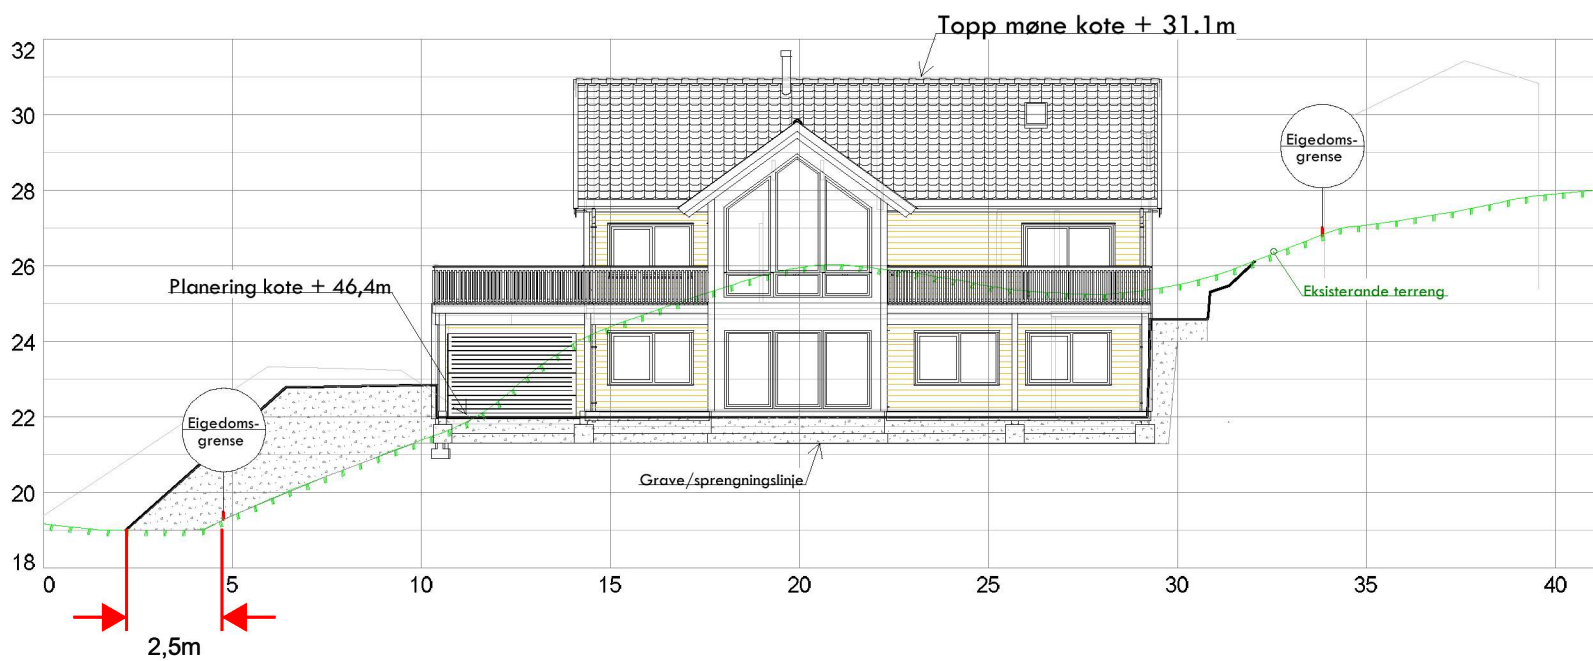 Topp møne kote + 31.1m
32
30
Eigedoms-
grense
28
26
Planering kote + 46,4m
Eksisterande terreng
24
22
Eigedoms-
grense
Grave/sprengningslinje
20
18
0 5 10 15 20 25 30 35 40
2,5m